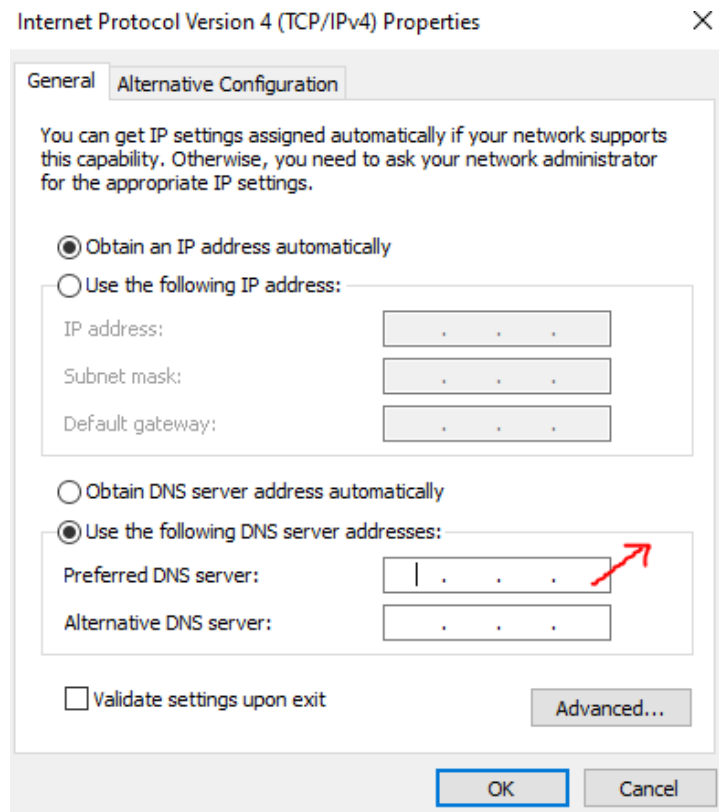 Internet Protocol Version 4 (TCP/IPv4) Properties
General
Alternative Configuration
You can get IP settings assigned automatically if your network supports
this capability. Otherwise, you need to ask your network administrator
for the appropriate IP settings.
Obtain an IP address automatically
Use the following IP address:
IP address:
Subnet mask:
Default gateway:
Obtain DNS server address automatically
Use the following DNS server addresses:
Preferred DNS server:
Alternative DNS server:
Validate settings upon exit
Advanced...
OK
Cancel